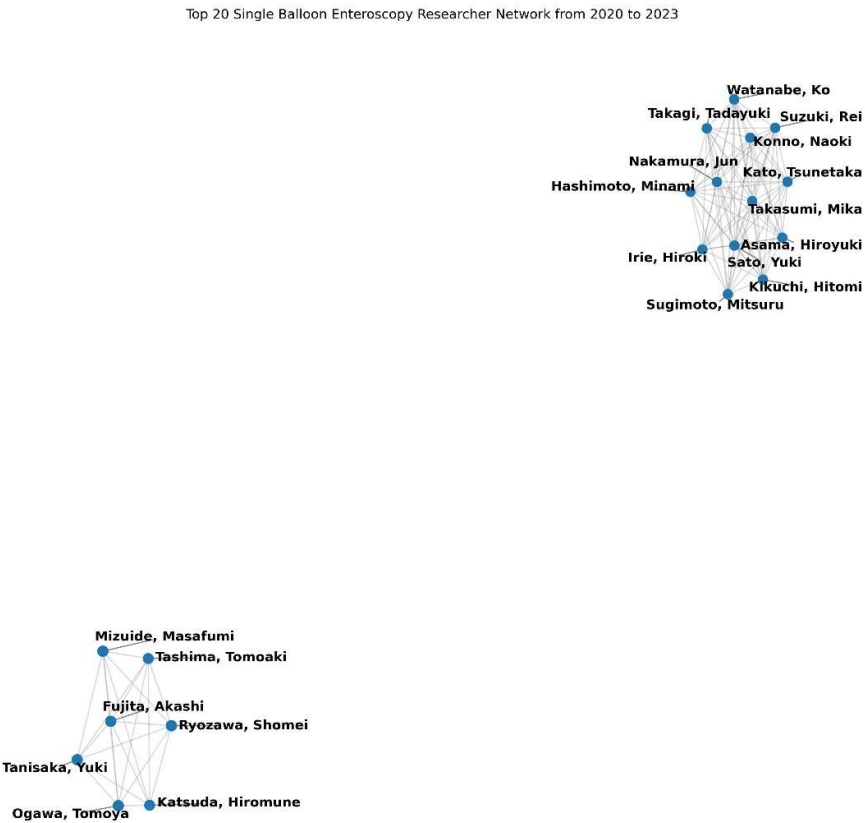 Top 20 Single Balloon Enteroscopy Researcher Network from 2020 to 2023
Watanabe, Ko
Takagi, Tadayuki
Suzuki, Rei
Konno, Naoki
Nakamura, Jun
Kato, Tsunetaka
Hashimoto, Minami
Takasumi, Mika
Asama, Hiroyuki
Irie, Hiroki
Sato, Yuki
Kikuchi, Hitomi
Sugimoto, Mitsuru
Mizuide, Masafumi
Tashima, Tomoaki
Fujita, Akashi
Ryozawa, Shomei
Tanisaka, Yuki
Katsuda, Hiromune
Ogawa, Tomoya